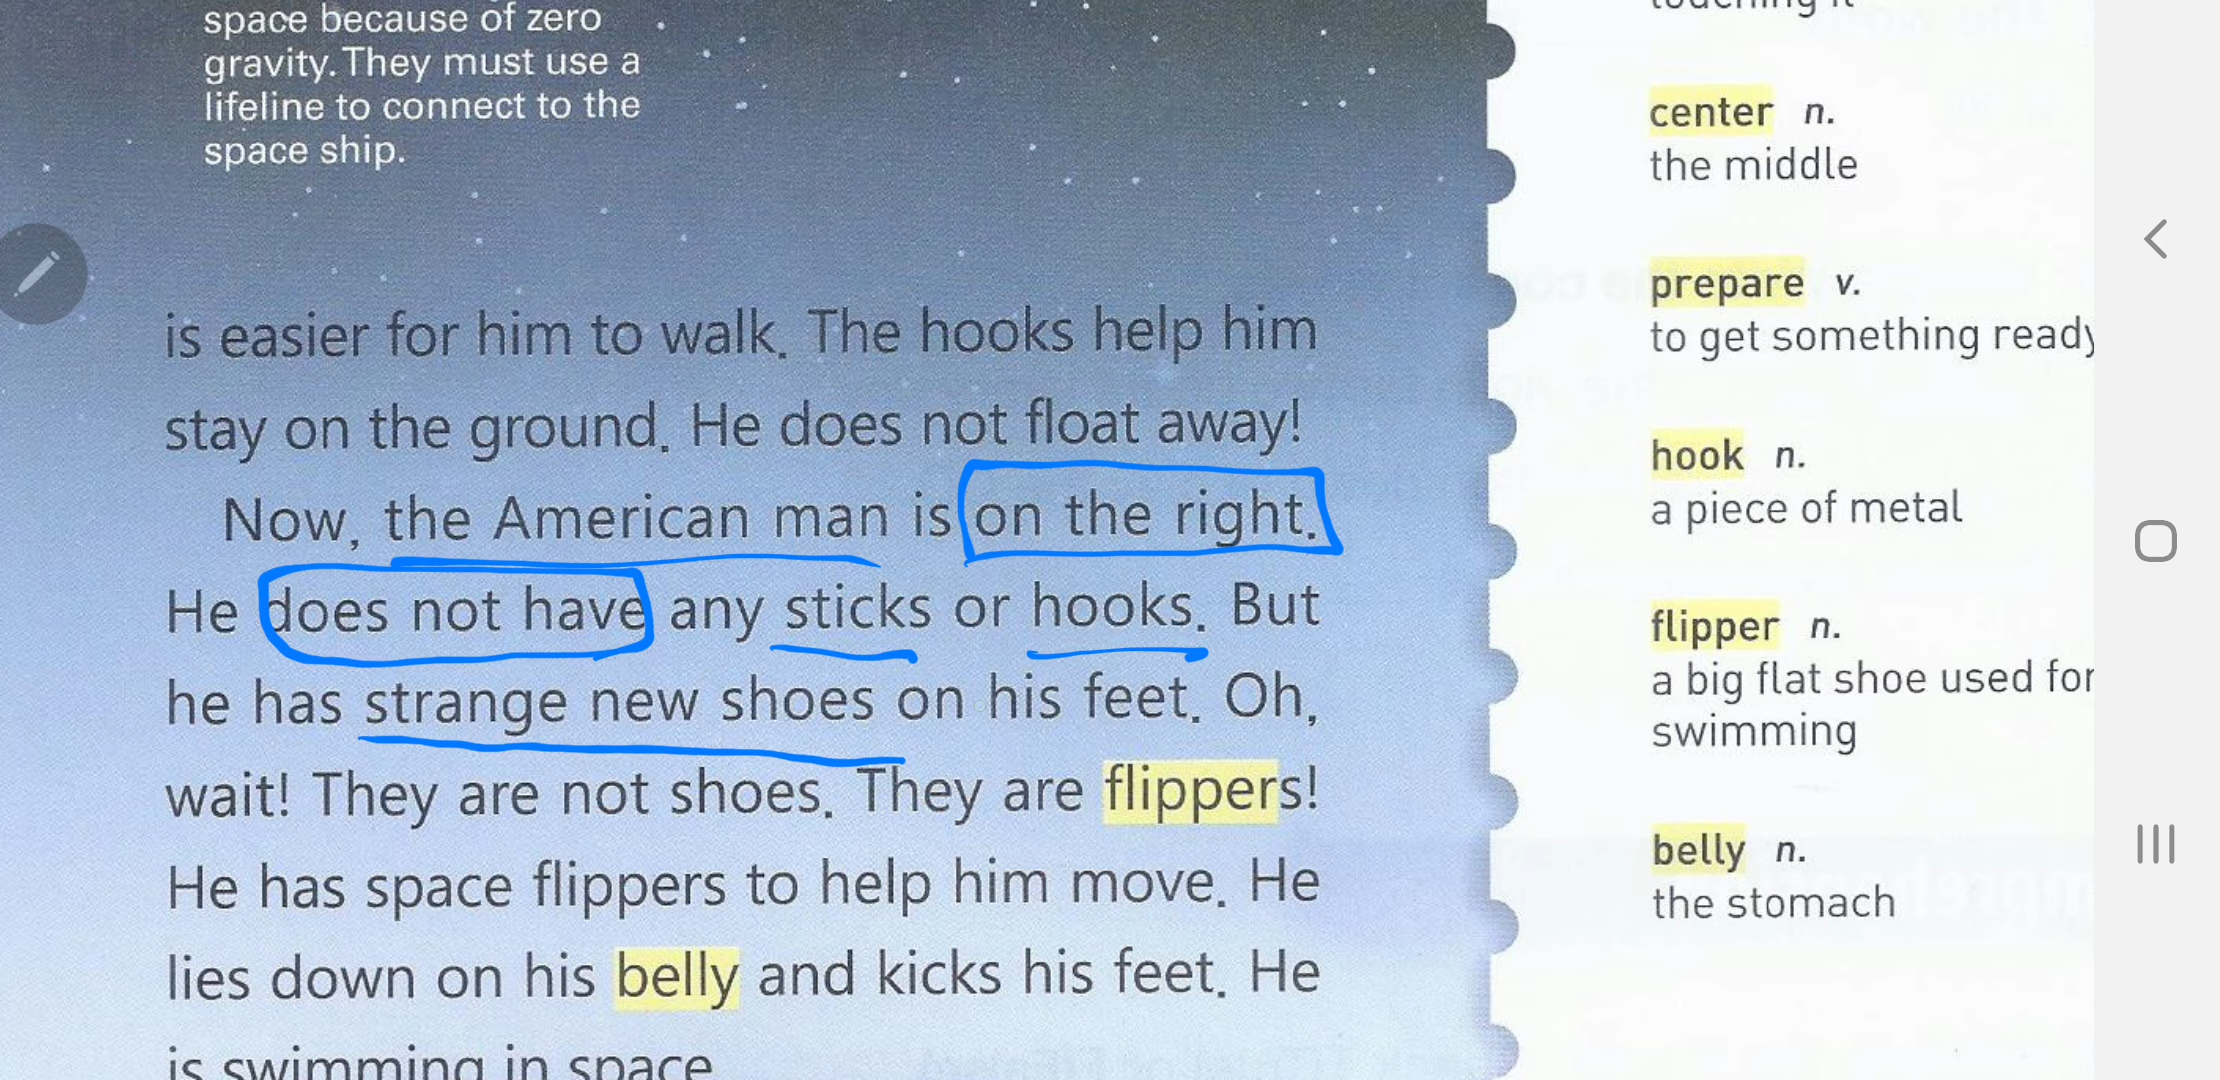 space because of zero
gravity. They must use a
lifeline to connect to the
space ship.
is easier for him to walk. The hooks help him
stay on the ground. He does not float away!
Now, the American man is on the right.
He does not have any sticks or hooks. But
he has strange new shoes on his feet. Oh,
wait! They are not shoes. They are flippers!
He has space flippers to help him move. He
lies down on his belly and kicks his feet. He
is swimming in space
touching it
center n.
the middle
prepare v.
to get something ready
hook n.
a piece of metal
flipper n.
a big flat shoe used for
swimming
belly n.
the stomach